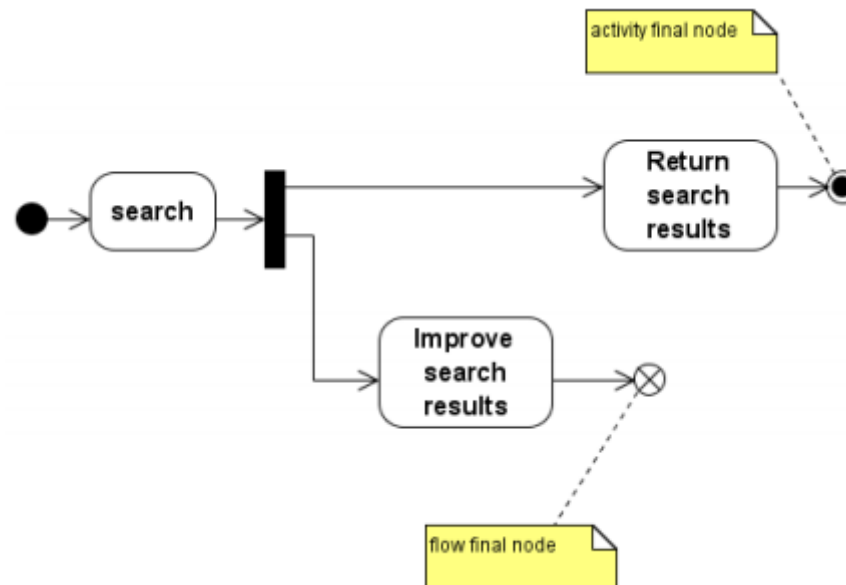 activity final node
Return
search
results
search
Improve
search
results
flow final node